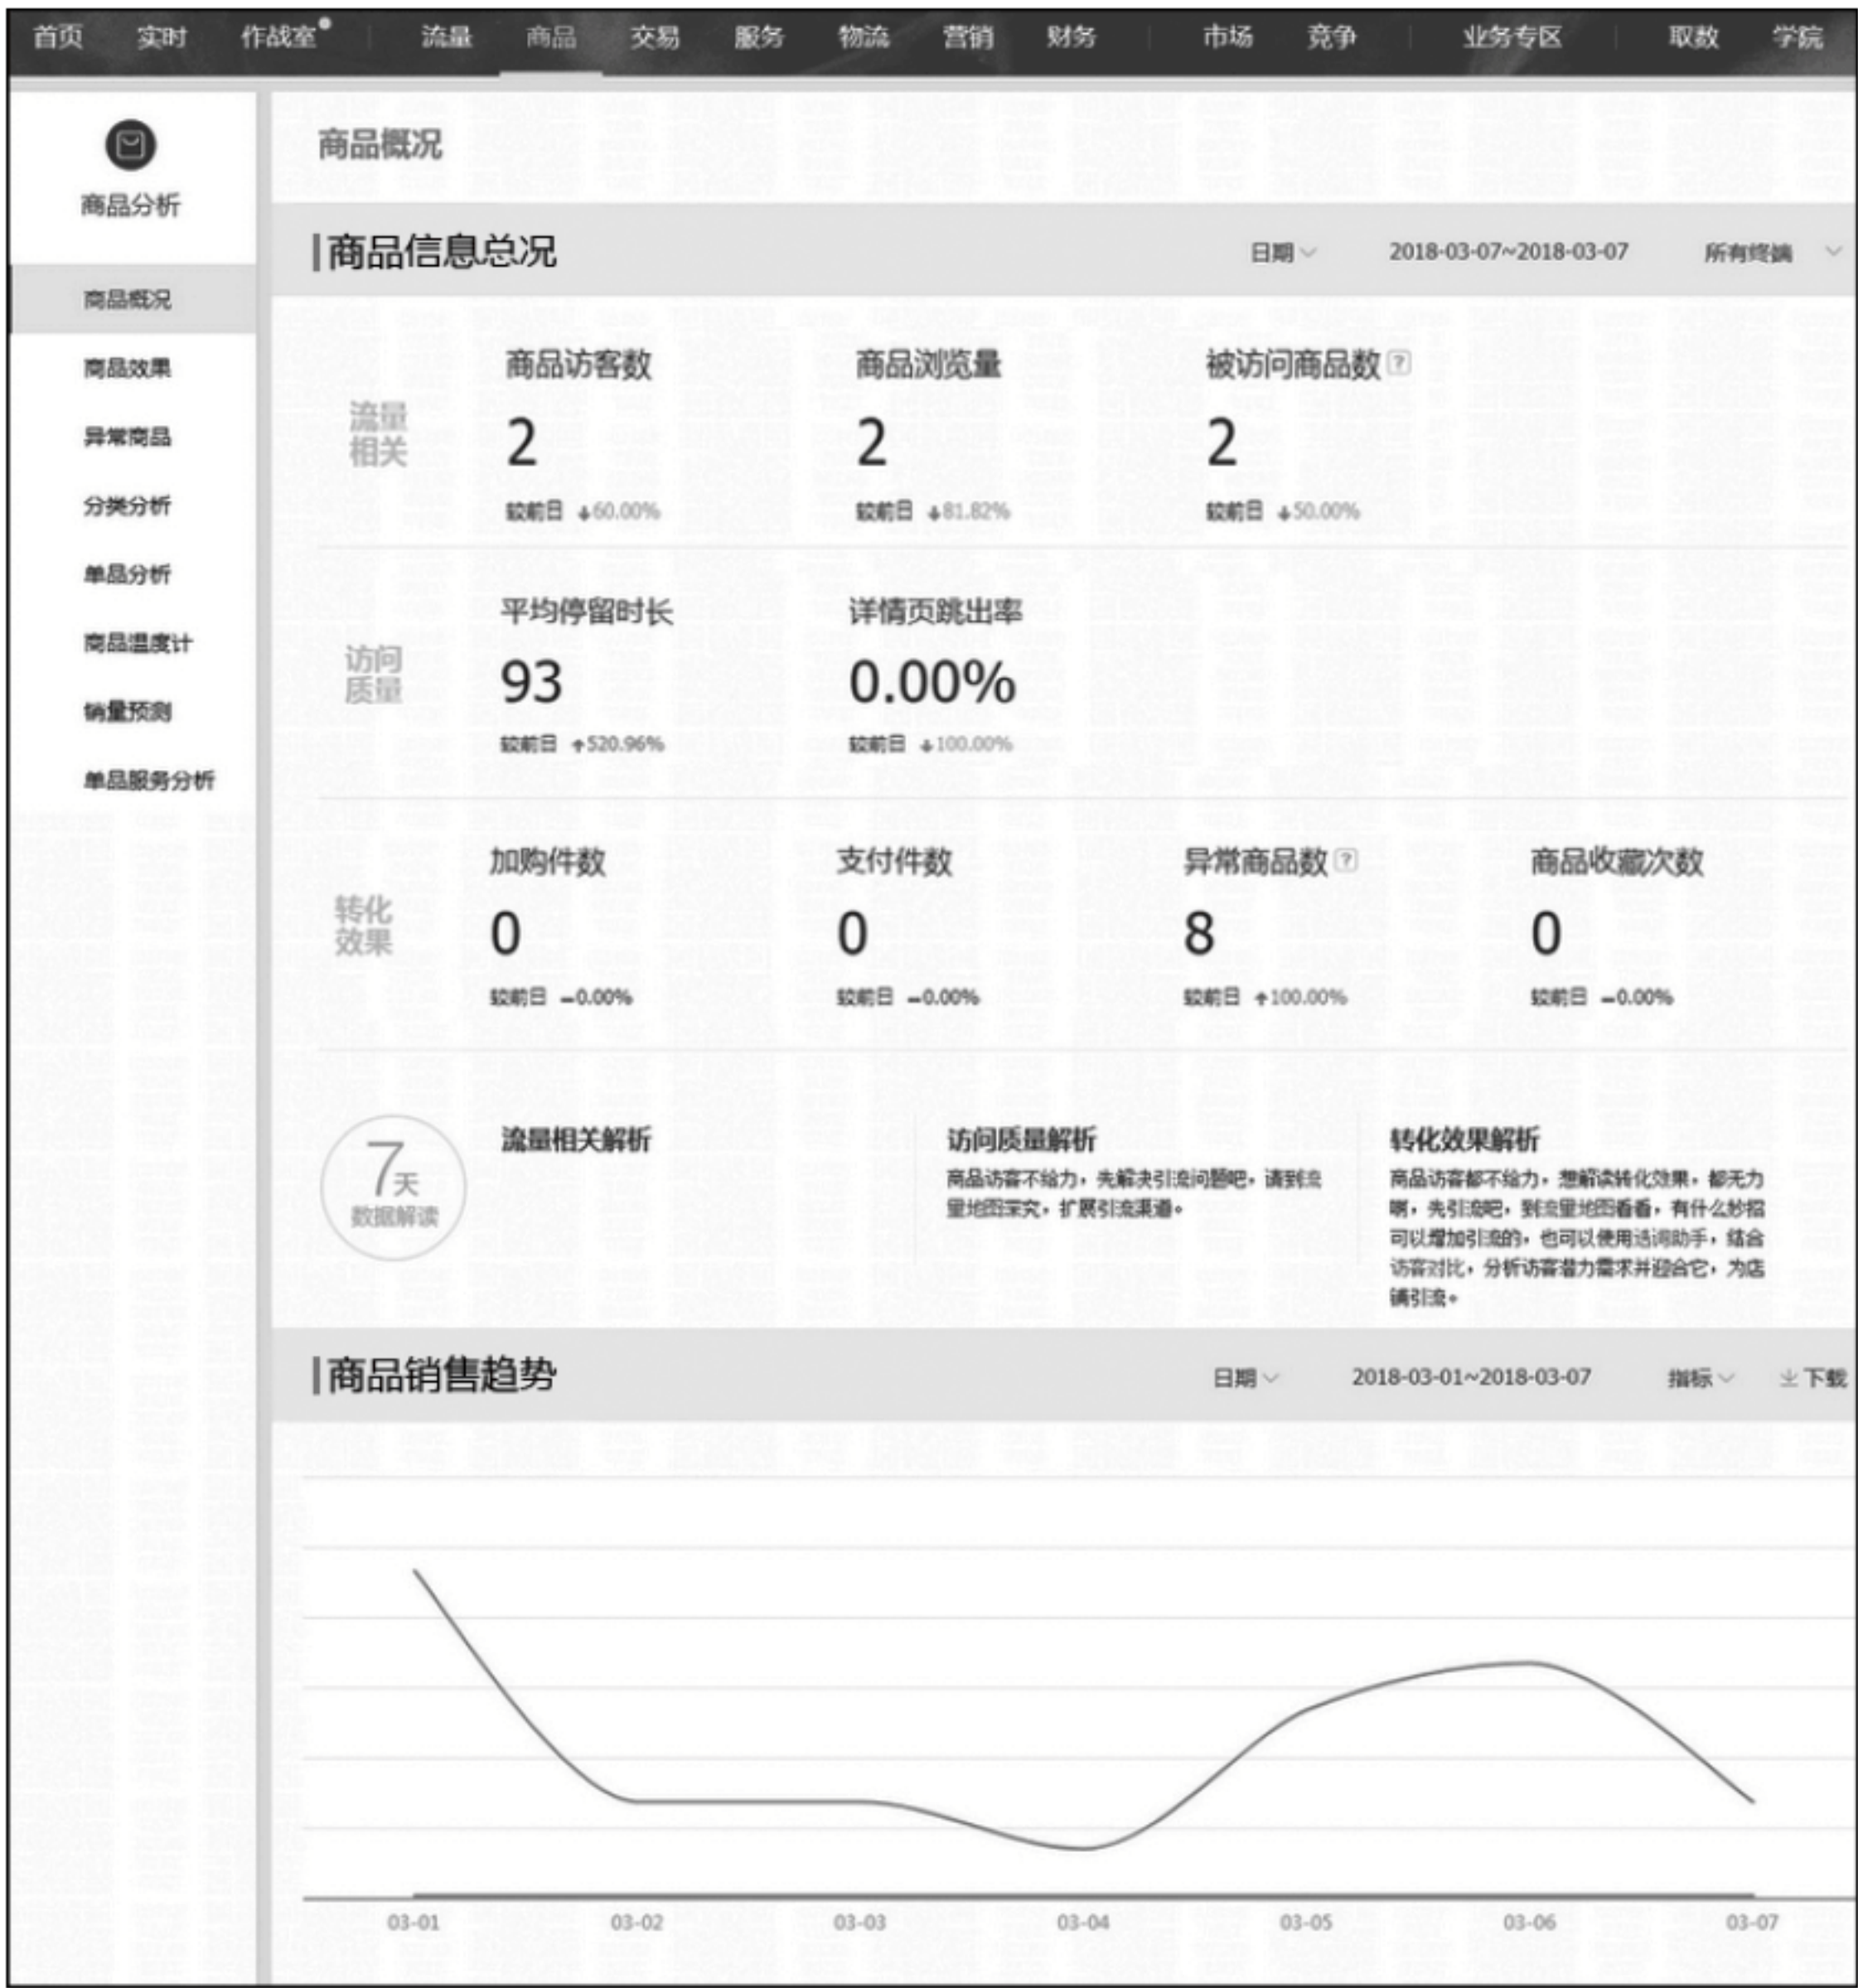 首页 实时 作战室 流量 商品 交易 服务 物流 营销 财务 市场 竞争 业务专区 取数 学院
商品分析
商品概况
商品效果
异常商品
分类分析
单品分析
商品温度计
销量预测
单品服务分析
商品概况
商品信息总况 日期 2018-03-07~2018-03-07 所有终端
流量
相关
商品访客数 商品浏览量 被访问商品数 ?
2 2 2
较前日 ↓60.00% 较前日 ↓81.82% 较前日 ↓50.00%
访问
质量
平均停留时长 详情页跳出率
93 0.00%
较前日 ↑520.96% 较前日 ↓100.00%
转化
效果
加购件数 支付件数 异常商品数 ? 商品收藏次数
0 0 8 0
较前日 -0.00% 较前日 -0.00% 较前日 ↑100.00% 较前日 -0.00%
7天
数据解读
流量相关解析
访问质量解析
商品访客不给力，先解决引流问题吧，请到流
量地图深究，扩展引流渠道。
转化效果解析
商品访客都不给力，想解读转化效果，都无力
啊，先引流吧，到流量地图看看，有什么妙招
可以增加引流的，也可以使用选词助手，结合
访客对比，分析访客潜力需求并迎合它，为店
铺引流。
商品销售趋势 日期 2018-03-01~2018-03-07 指标 下载
03-01 03-02 03-03 03-04 03-05 03-06 03-07